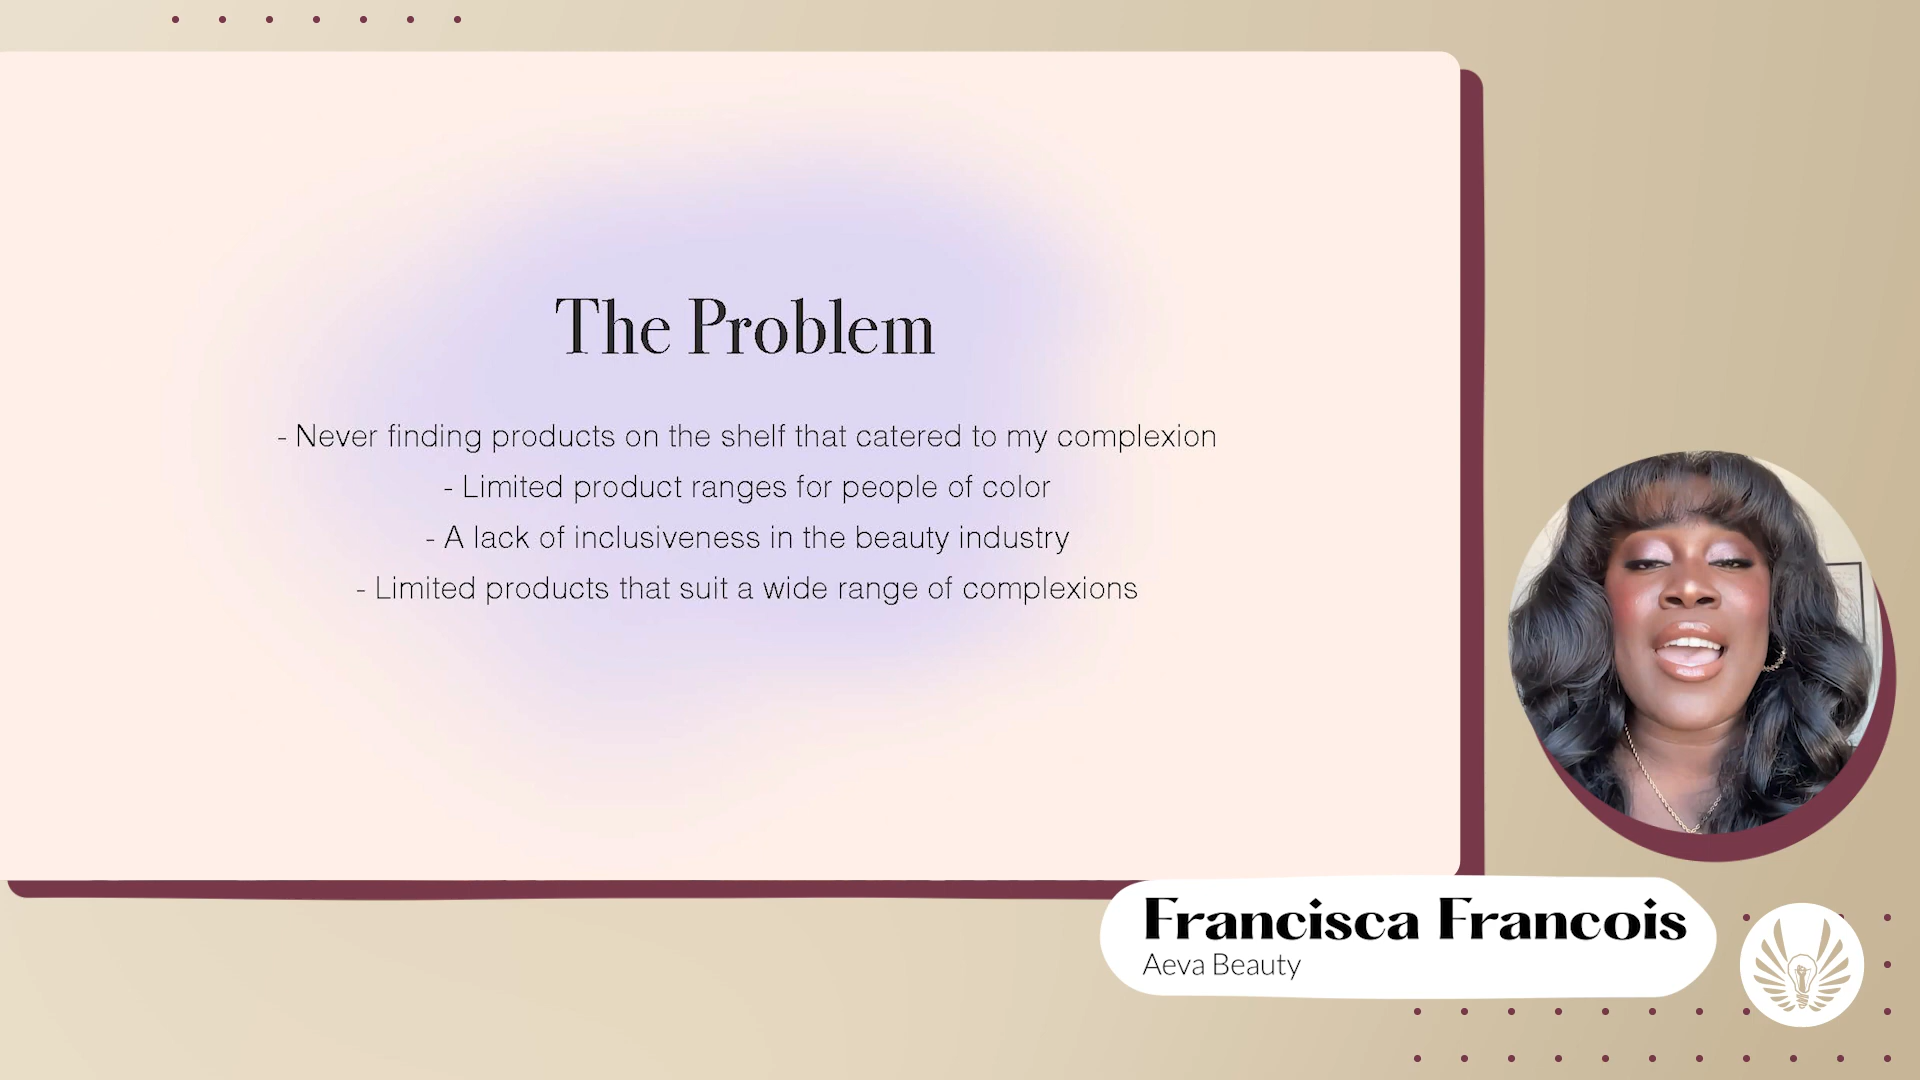 The Problem
- Never finding products on the shelf that catered to my complexion
- Limited product ranges for people of color
- A lack of inclusiveness in the beauty industry
- Limited products that suit a wide range of complexions
Francisca Francois
Aeva Beauty